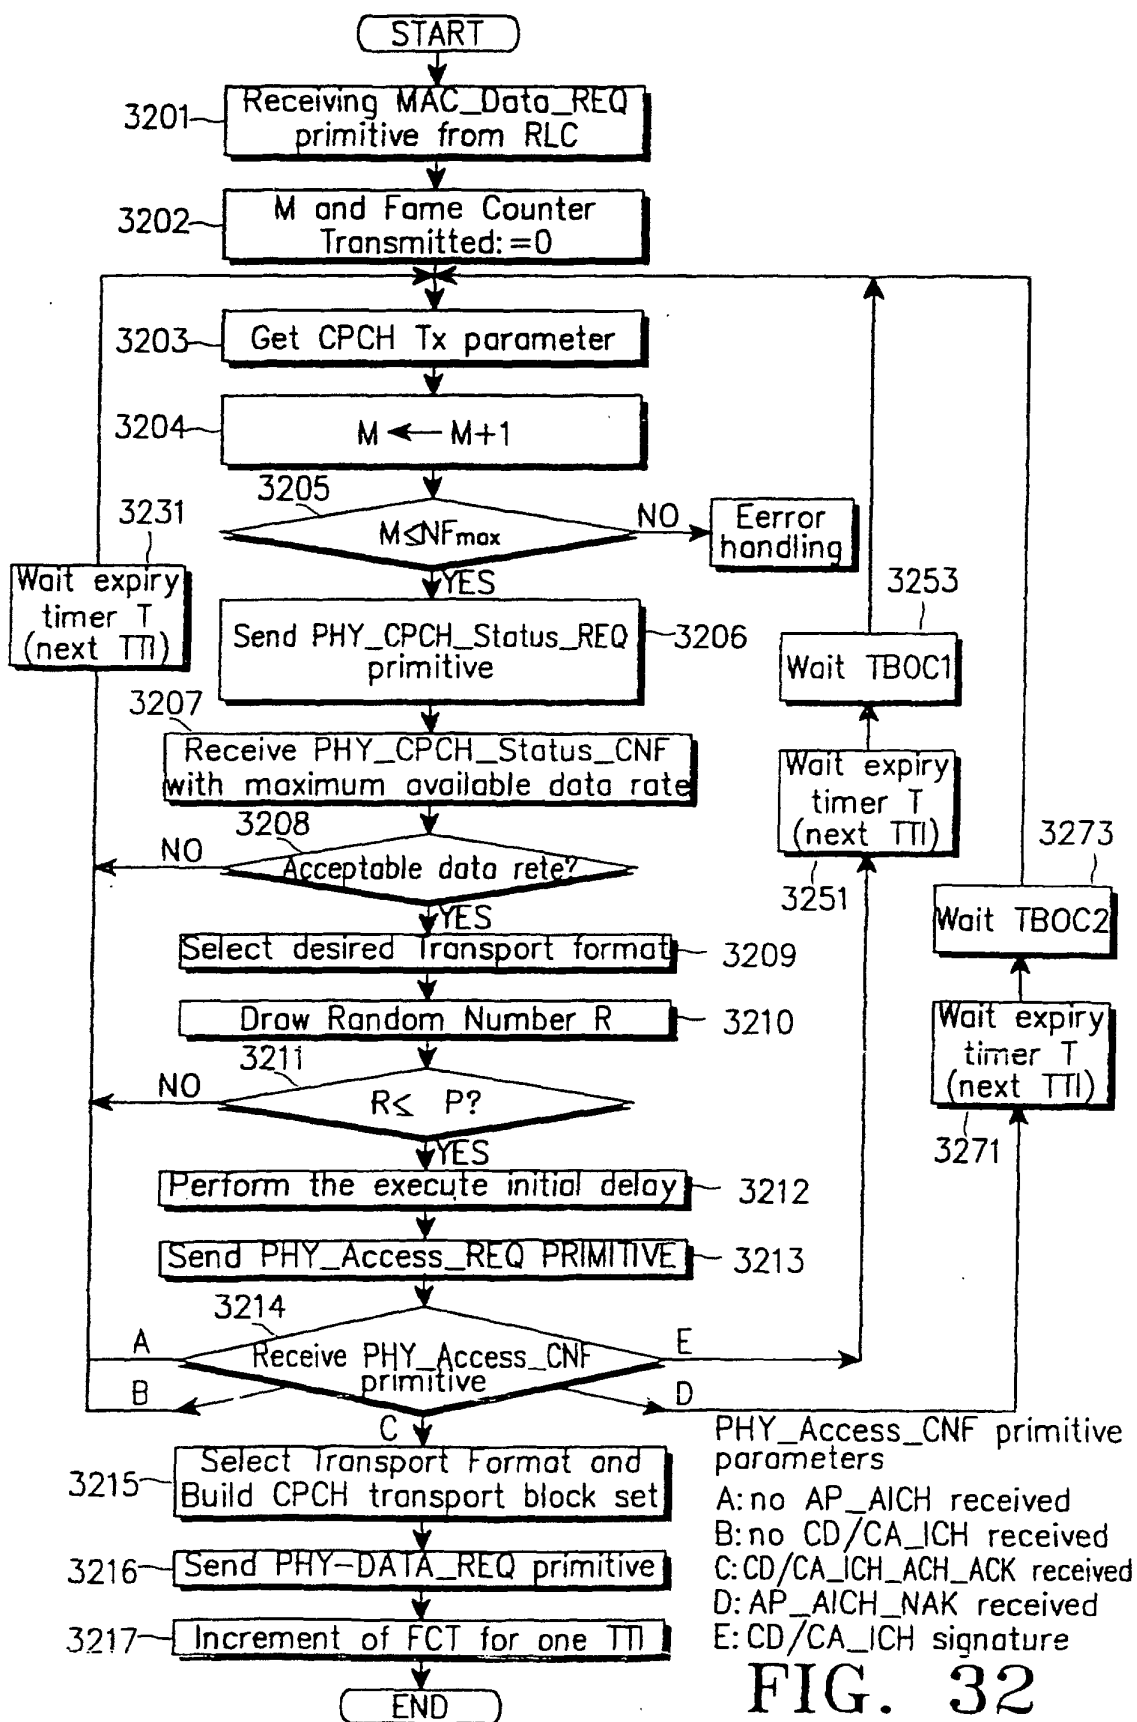 START
3201
Receiving MAC_Data_REQ
primitive from RLC
3202
M and Fame Counter
Transmitted:=0
3203
Get CPCH Tx parameter
3204
M ← M+1
3205
M≤NFmax
NO
Eerror
handling
YES
3231
Wait expiry
timer T
(next TTI)
Send PHY_CPCH_Status_REQ
primitive
3206
3253
Wait TBOC1
3207
Receive PHY_CPCH_Status_CNF
with maximum available data rate
Wait expiry
timer T
(next TTI)
3251
3208
NO
Acceptable data rete?
YES
3273
Wait TBOC2
Select desired Transport format
3209
Draw Random Number R
3210
Wait expiry
timer T
(next TTI)
3271
3211
NO
R≤ P?
YES
Perform the execute initial delay
3212
Send PHY_Access_REQ PRIMITIVE
3213
3214
A
Receive PHY_Access_CNF
primitive
E
B
D
C
3215
Select Transport Format and
Build CPCH transport block set
3216
Send PHY-DATA_REQ primitive
3217
Increment of FCT for one TTI
END
PHY_Access_CNF primitive
parameters
A: no AP_AICH received
B: no CD/CA_ICH received
C: CD/CA_ICH_ACH_ACK received
D: AP_AICH_NAK received
E: CD/CA_ICH signature
FIG. 32